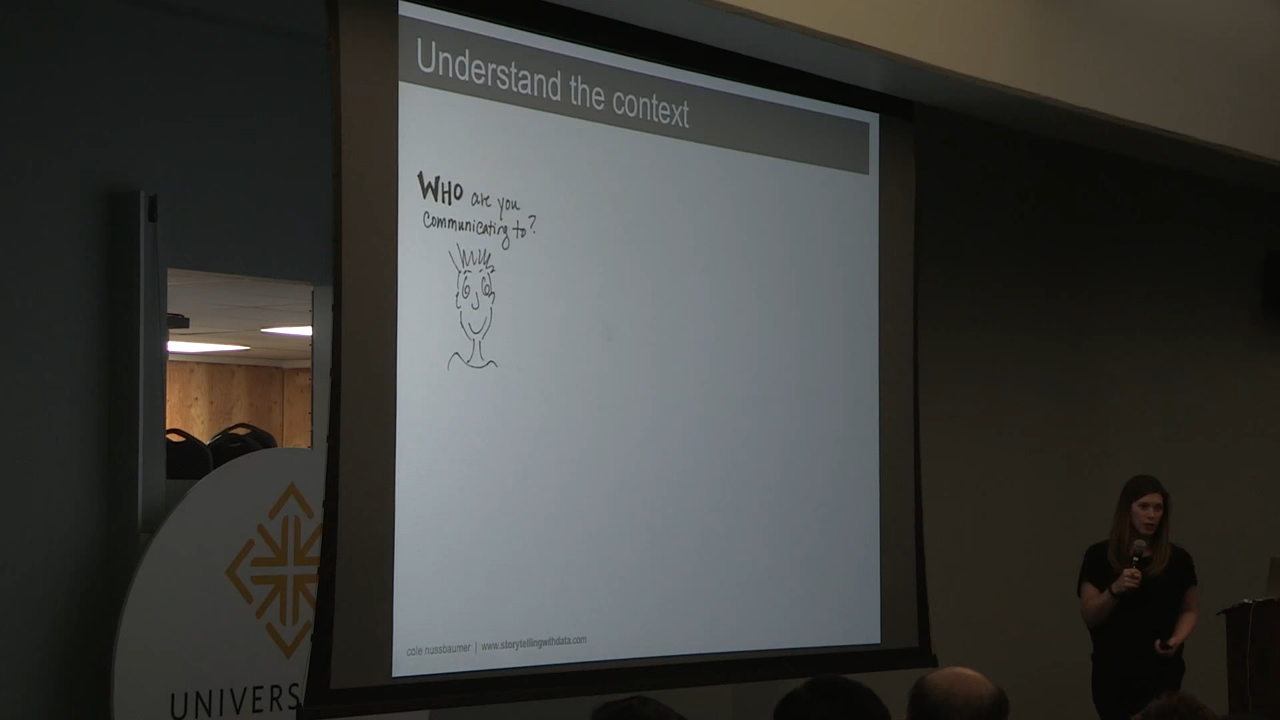 Understand the context
WHO are you
communicating to?
cole nussbaumer | www.storytellingwithdata.com
UNIVERS